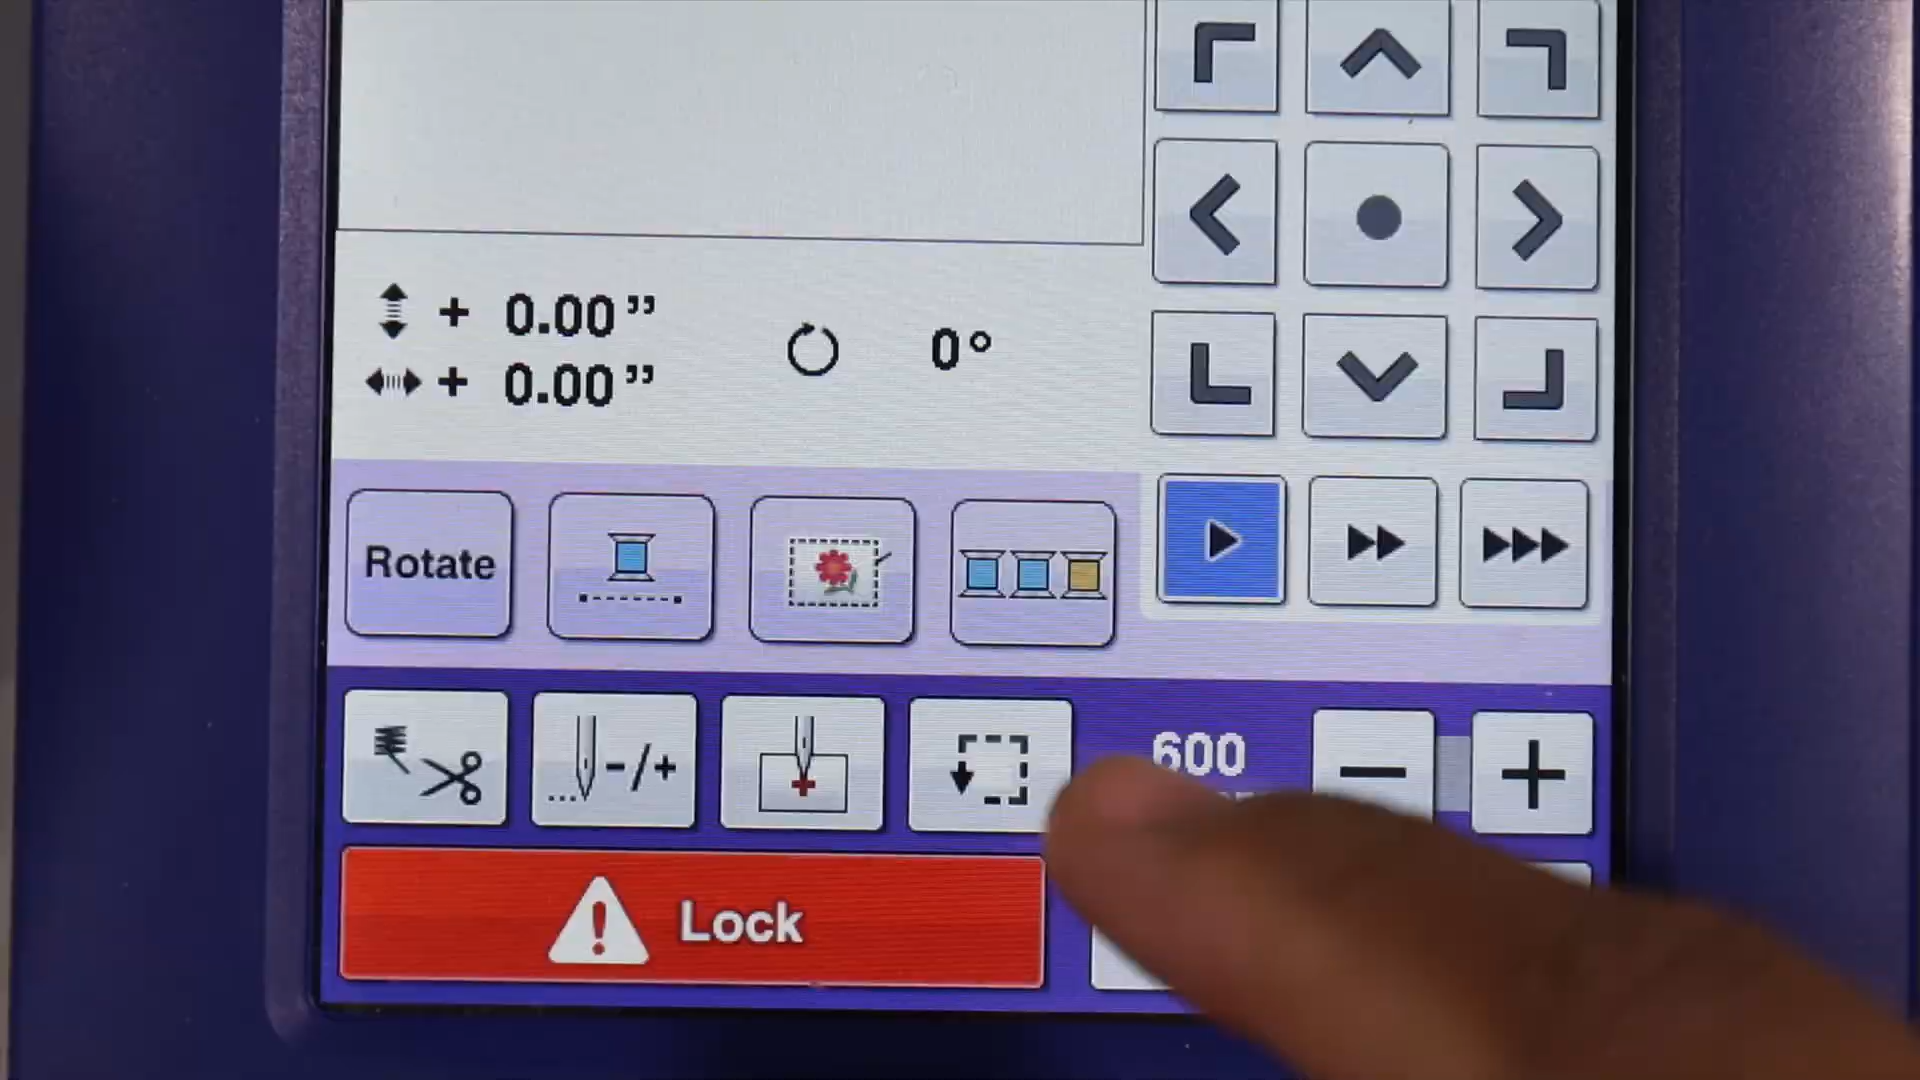 + 0.00”
+ 0.00”
0°
Rotate
-/+
600
Lock